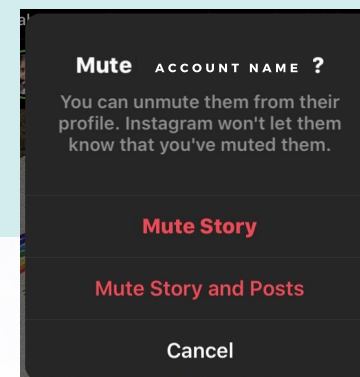 Mute ACCOUNT NAME ?
You can unmute them from their
profile. Instagram won't let them
know that you've muted them.
Mute Story
Mute Story and Posts
Cancel